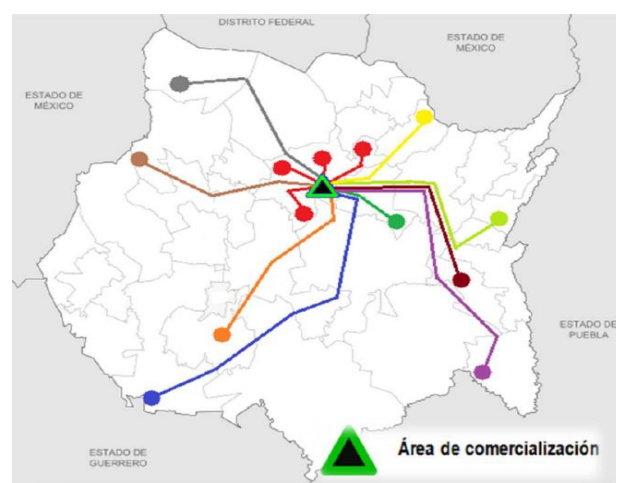 DISTRITO FEDERAL
ESTADO DE
MÉXICO
ESTADO DE
MÉXICO
ESTADO DE
PUEBLA
ESTADO DE
GUERRERO
Área de comercialización